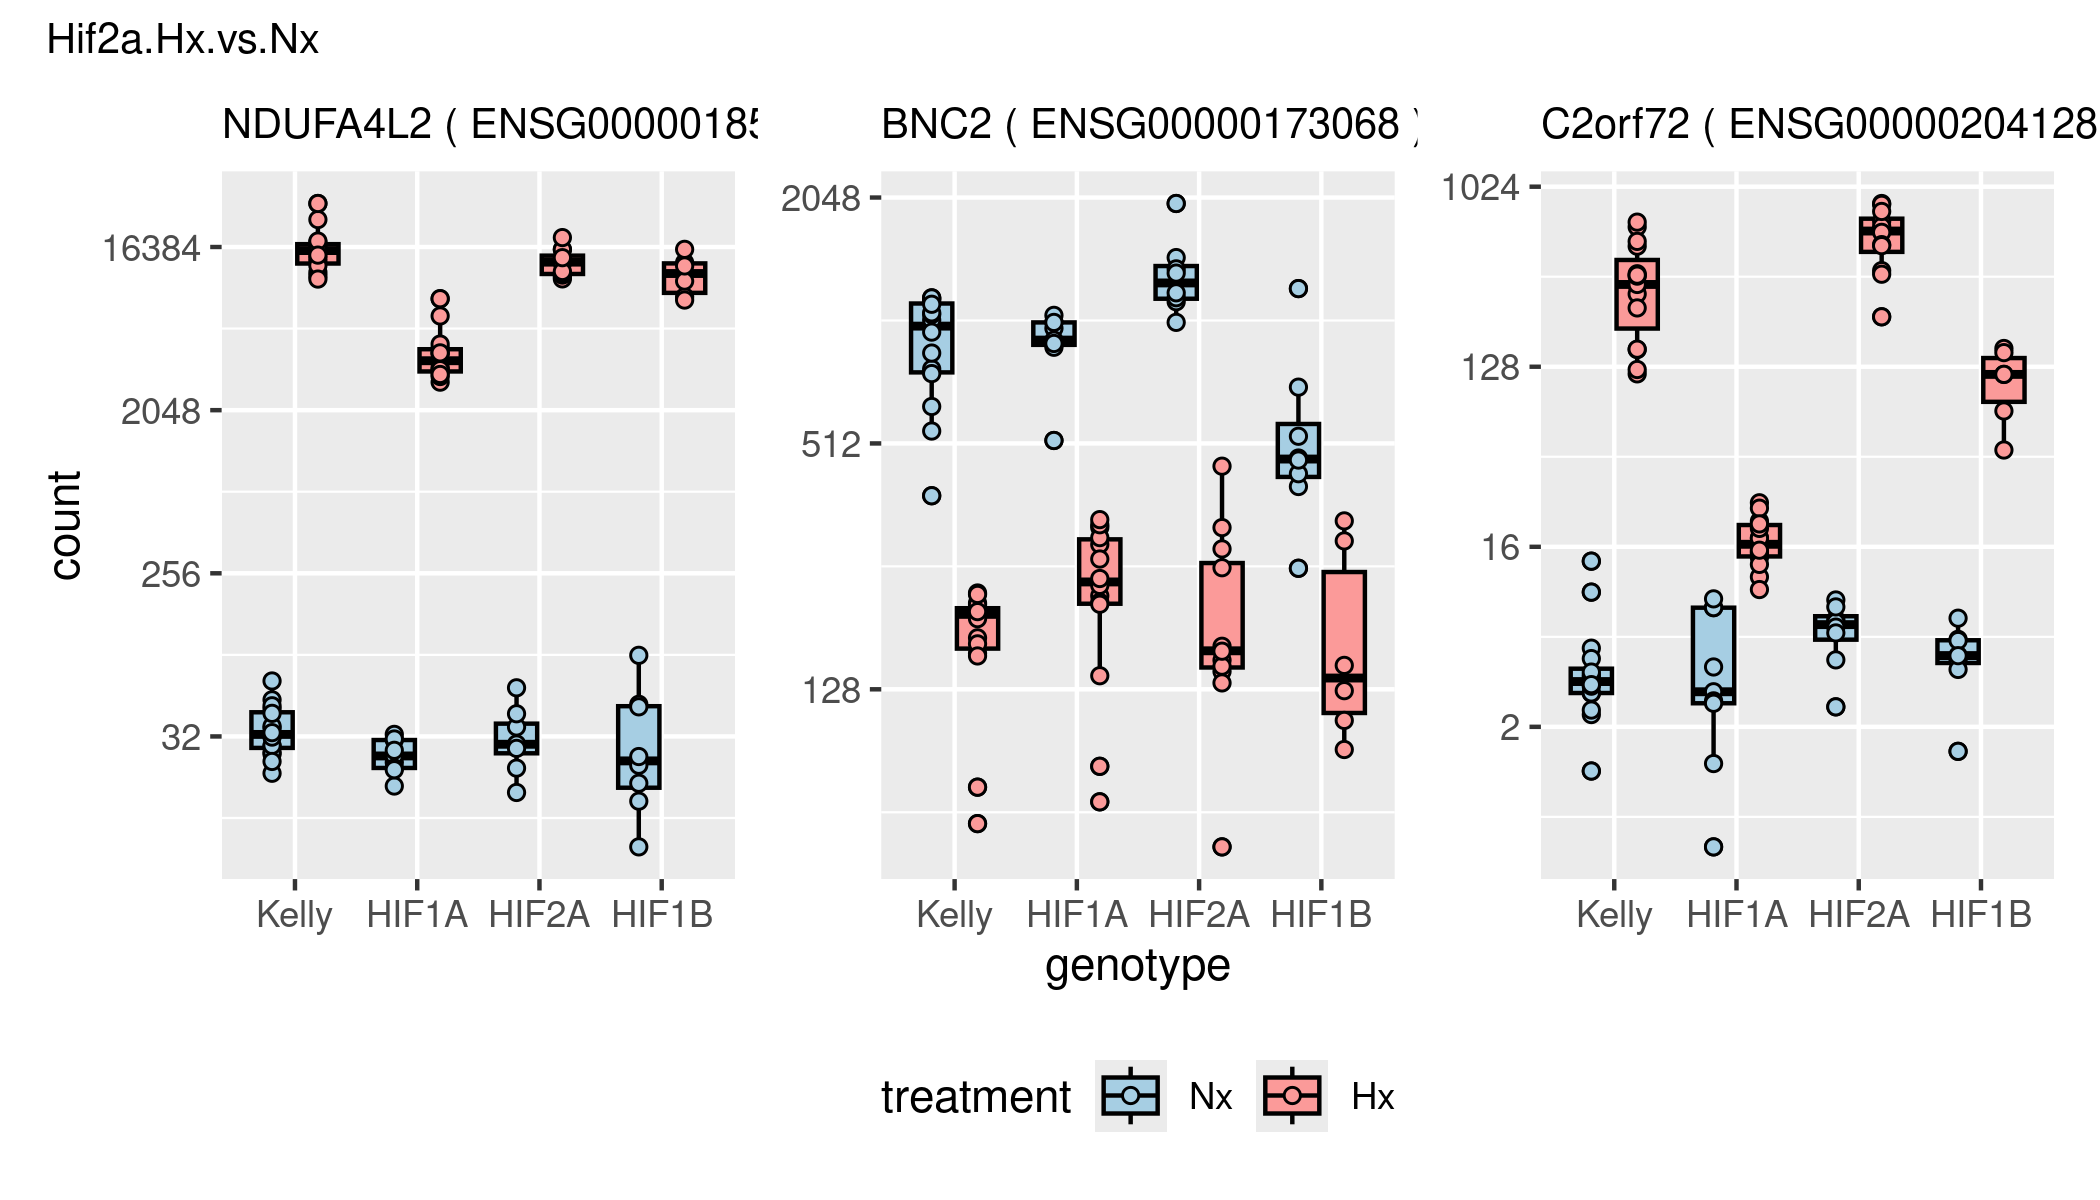 Hif2a.Hx.vs.Nx
NDUFA4L2 ( ENSG00000185
BNC2 ( ENSG00000173068 )
C2orf72 ( ENSG00000204128
count
16384
2048
256
32
Kelly HIF1A HIF2A HIF1B
2048
512
128
Kelly HIF1A HIF2A HIF1B
1024
128
16
2
Kelly HIF1A HIF2A HIF1B
genotype
treatment Nx Hx